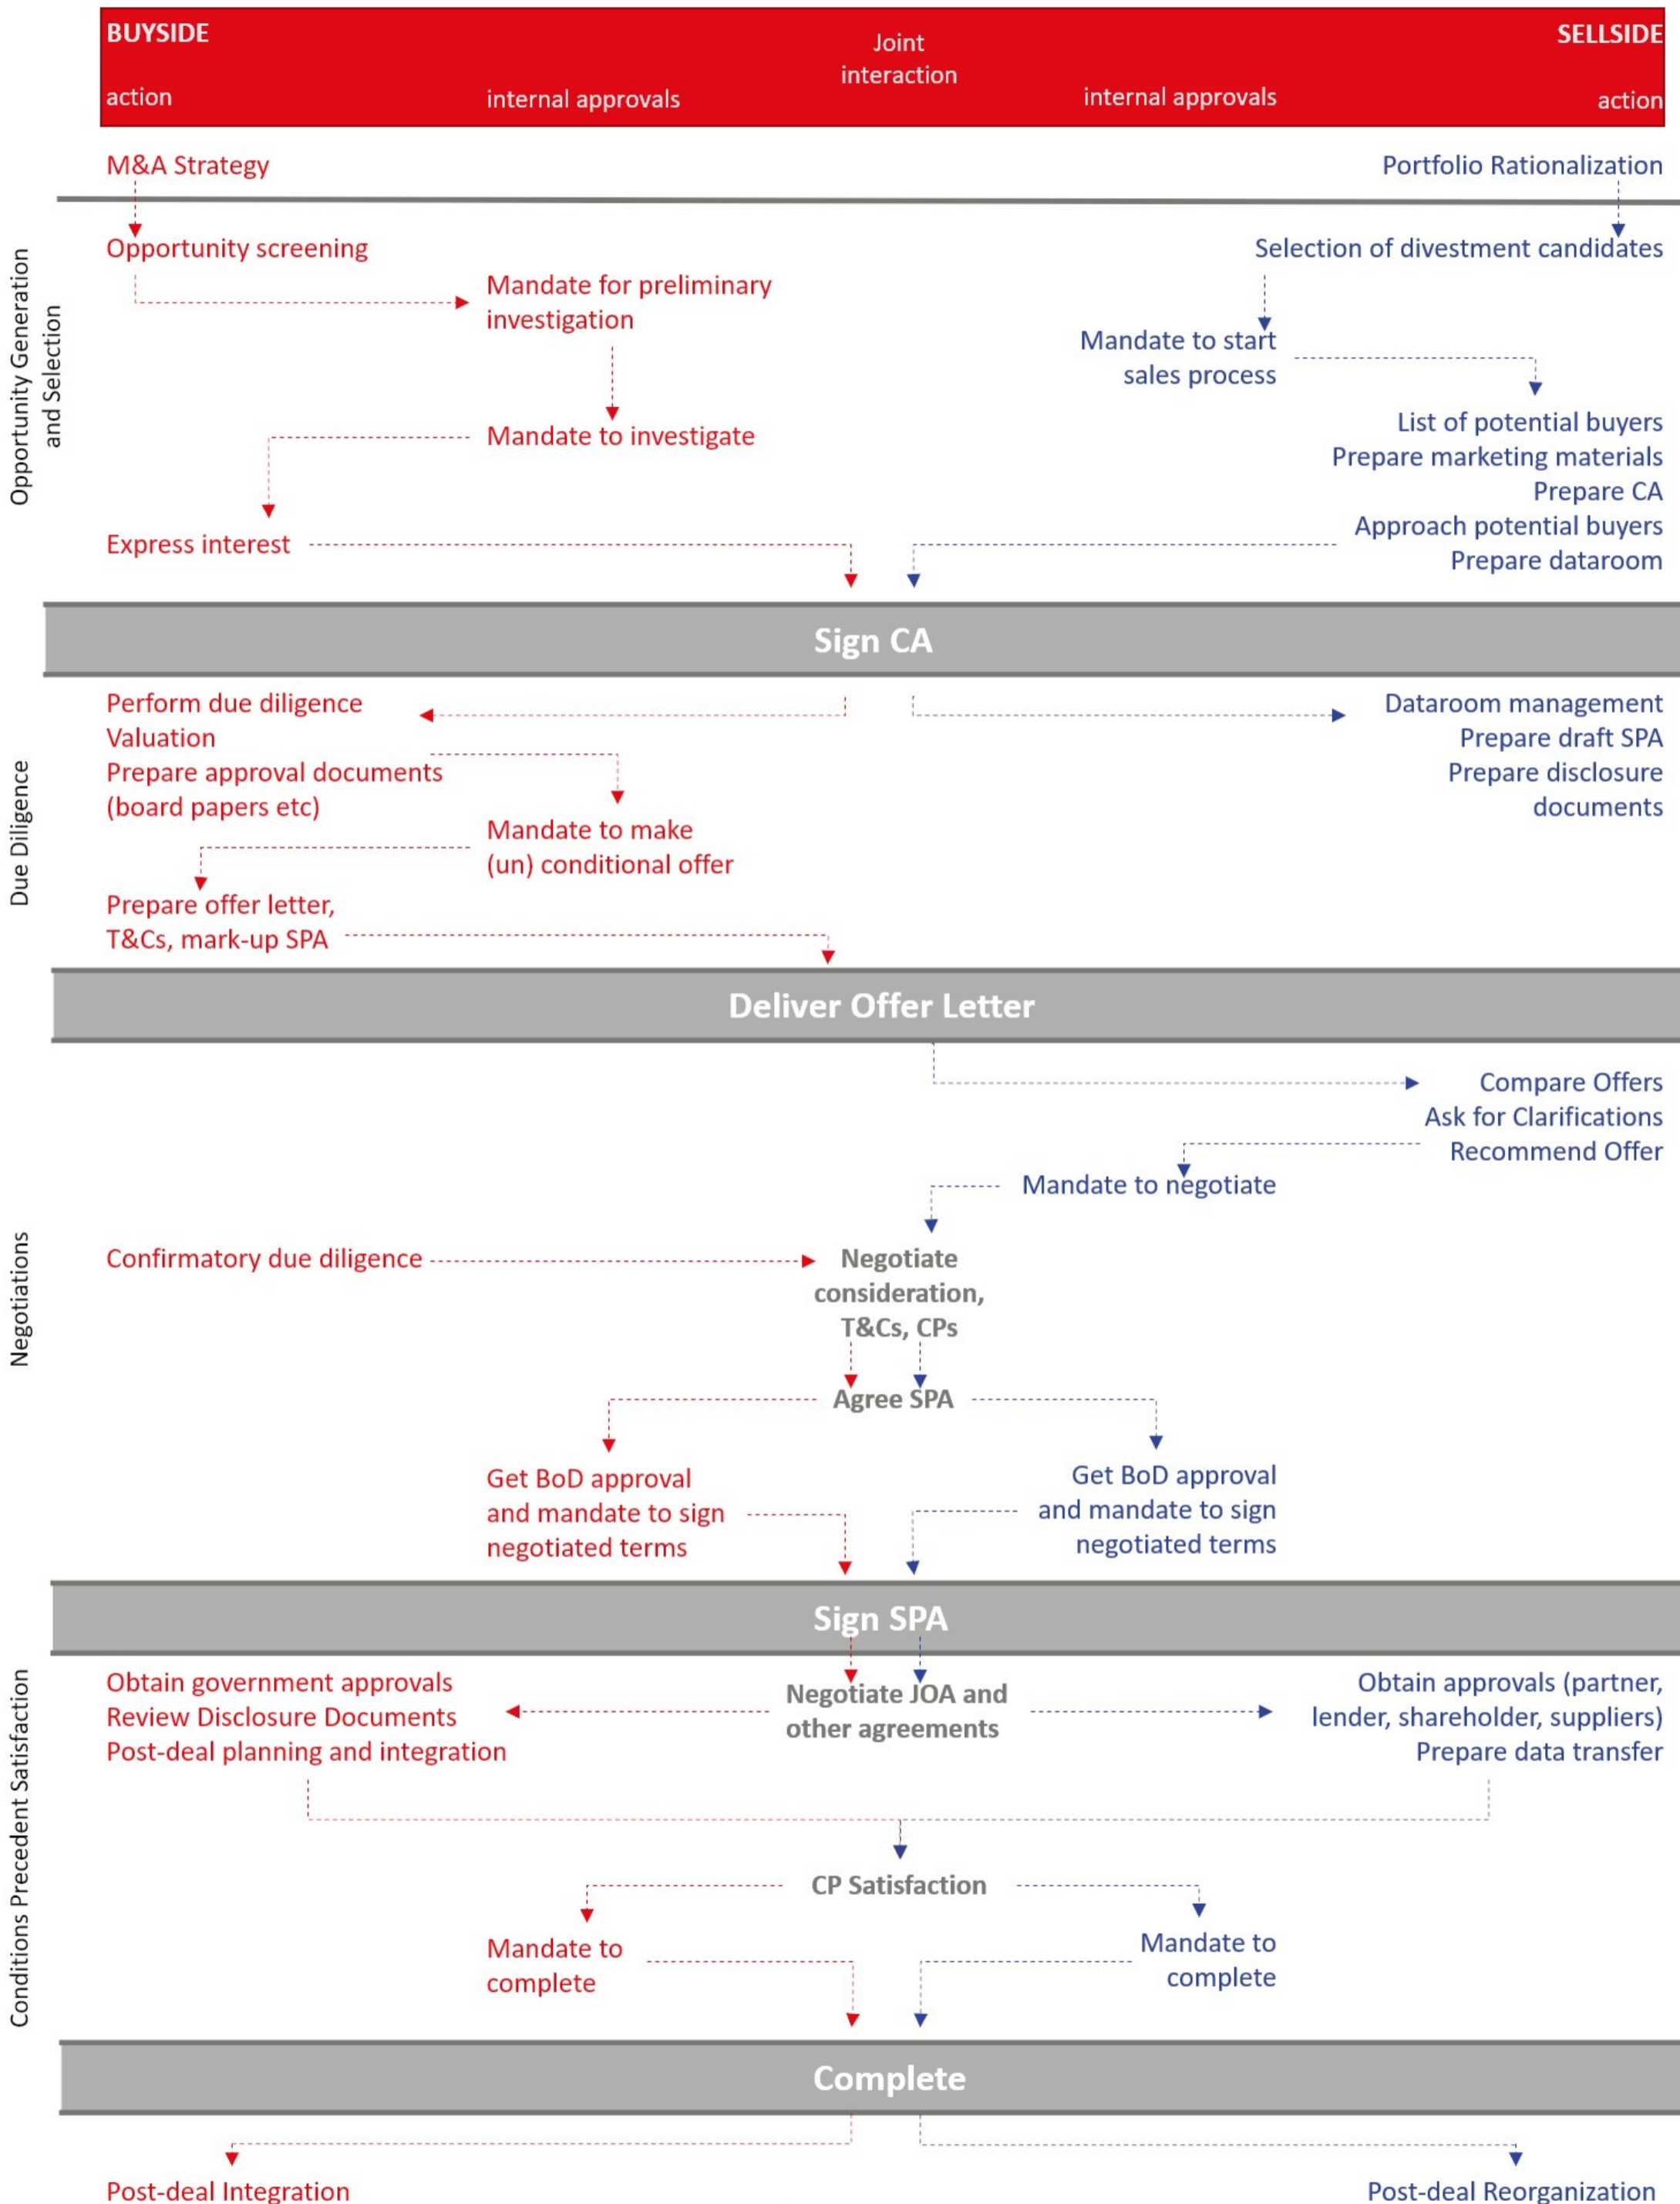 BUYSIDE
SELLSIDE
Joint
interaction
action
internal approvals
internal approvals
action
M&A Strategy
Portfolio Rationalization
Opportunity Generation
and Selection
Opportunity screening
Selection of divestment candidates
Mandate for preliminary
investigation
Mandate to start
sales process
Mandate to investigate
List of potential buyers
Prepare marketing materials
Prepare CA
Approach potential buyers
Prepare dataroom
Express interest
Sign CA
Due Diligence
Perform due diligence
Valuation
Prepare approval documents
(board papers etc)
Dataroom management
Prepare draft SPA
Prepare disclosure
documents
Mandate to make
(un) conditional offer
Prepare offer letter,
T&Cs, mark-up SPA
Deliver Offer Letter
Negotiations
Compare Offers
Ask for Clarifications
Recommend Offer
Mandate to negotiate
Confirmatory due diligence
Negotiate
consideration,
T&Cs, CPs
Agree SPA
Get BoD approval
and mandate to sign
negotiated terms
Get BoD approval
and mandate to sign
negotiated terms
Sign SPA
Conditions Precedent Satisfaction
Obtain government approvals
Review Disclosure Documents
Post-deal planning and integration
Negotiate JOA and
other agreements
Obtain approvals (partner,
lender, shareholder, suppliers)
Prepare data transfer
CP Satisfaction
Mandate to
complete
Mandate to
complete
Complete
Post-deal Integration
Post-deal Reorganization